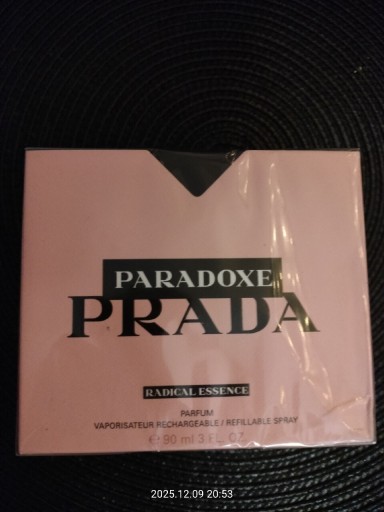 PARADOXE
PRADA
RADICAL ESSENCE
PARFUM
VAPORISATEUR RECHARGEABLE / REFILLABLE SPRAY
℮ 90 ml 3 FL. OZ.
2025.12.09 20:53